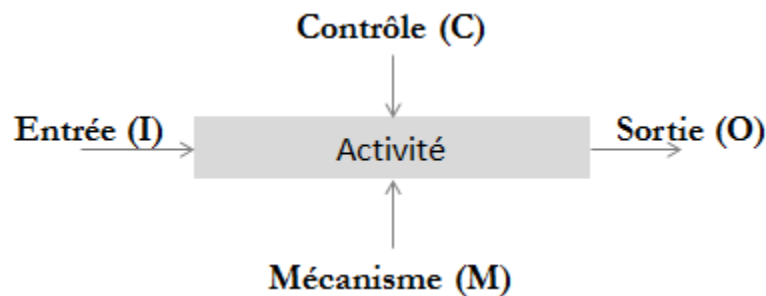 Contrôle (C)
Entrée (I)
Activité
Sortie (O)
Mécanisme (M)